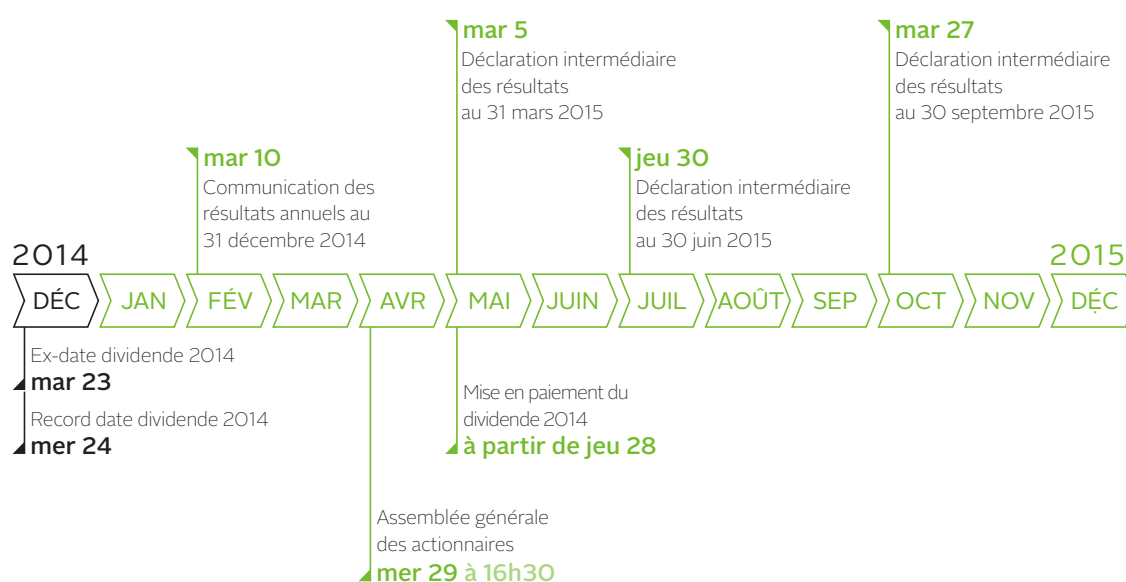 mar 5
Déclaration intermédiaire
des résultats
au 31 mars 2015
mar 27
Déclaration intermédiaire
des résultats
au 30 septembre 2015
mar 10
Communication des
résultats annuels au
31 décembre 2014
jeu 30
Déclaration intermédiaire
des résultats
au 30 juin 2015
2014
2015
DÉC JAN FÉV MAR AVR MAI JUIN JUIL AOÛT SEP OCT NOV DÉC
Ex-date dividende 2014
mar 23
Record date dividende 2014
mer 24
Mise en paiement du
dividende 2014
à partir de jeu 28
Assemblée générale
des actionnaires
mer 29 à 16h30